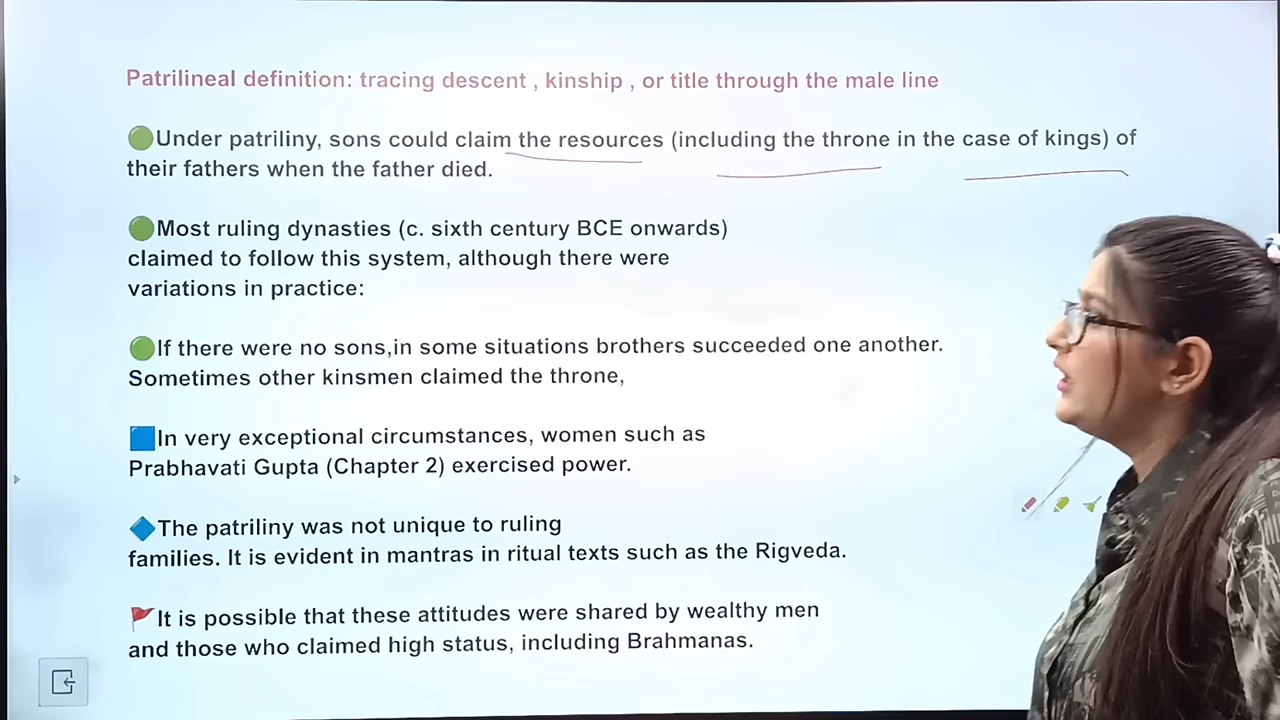 Patrilineal definition: tracing descent , kinship , or title through the male line
🟢Under patriliny, sons could claim the resources (including the throne in the case of kings) of
their fathers when the father died.
🟢Most ruling dynasties (c. sixth century BCE onwards)
claimed to follow this system, although there were
variations in practice:
🟢If there were no sons,in some situations brothers succeeded one another.
Sometimes other kinsmen claimed the throne,
🟦In very exceptional circumstances, women such as
Prabhavati Gupta (Chapter 2) exercised power.
🔷The patriliny was not unique to ruling
families. It is evident in mantras in ritual texts such as the Rigveda.
🚩It is possible that these attitudes were shared by wealthy men
and those who claimed high status, including Brahmanas.